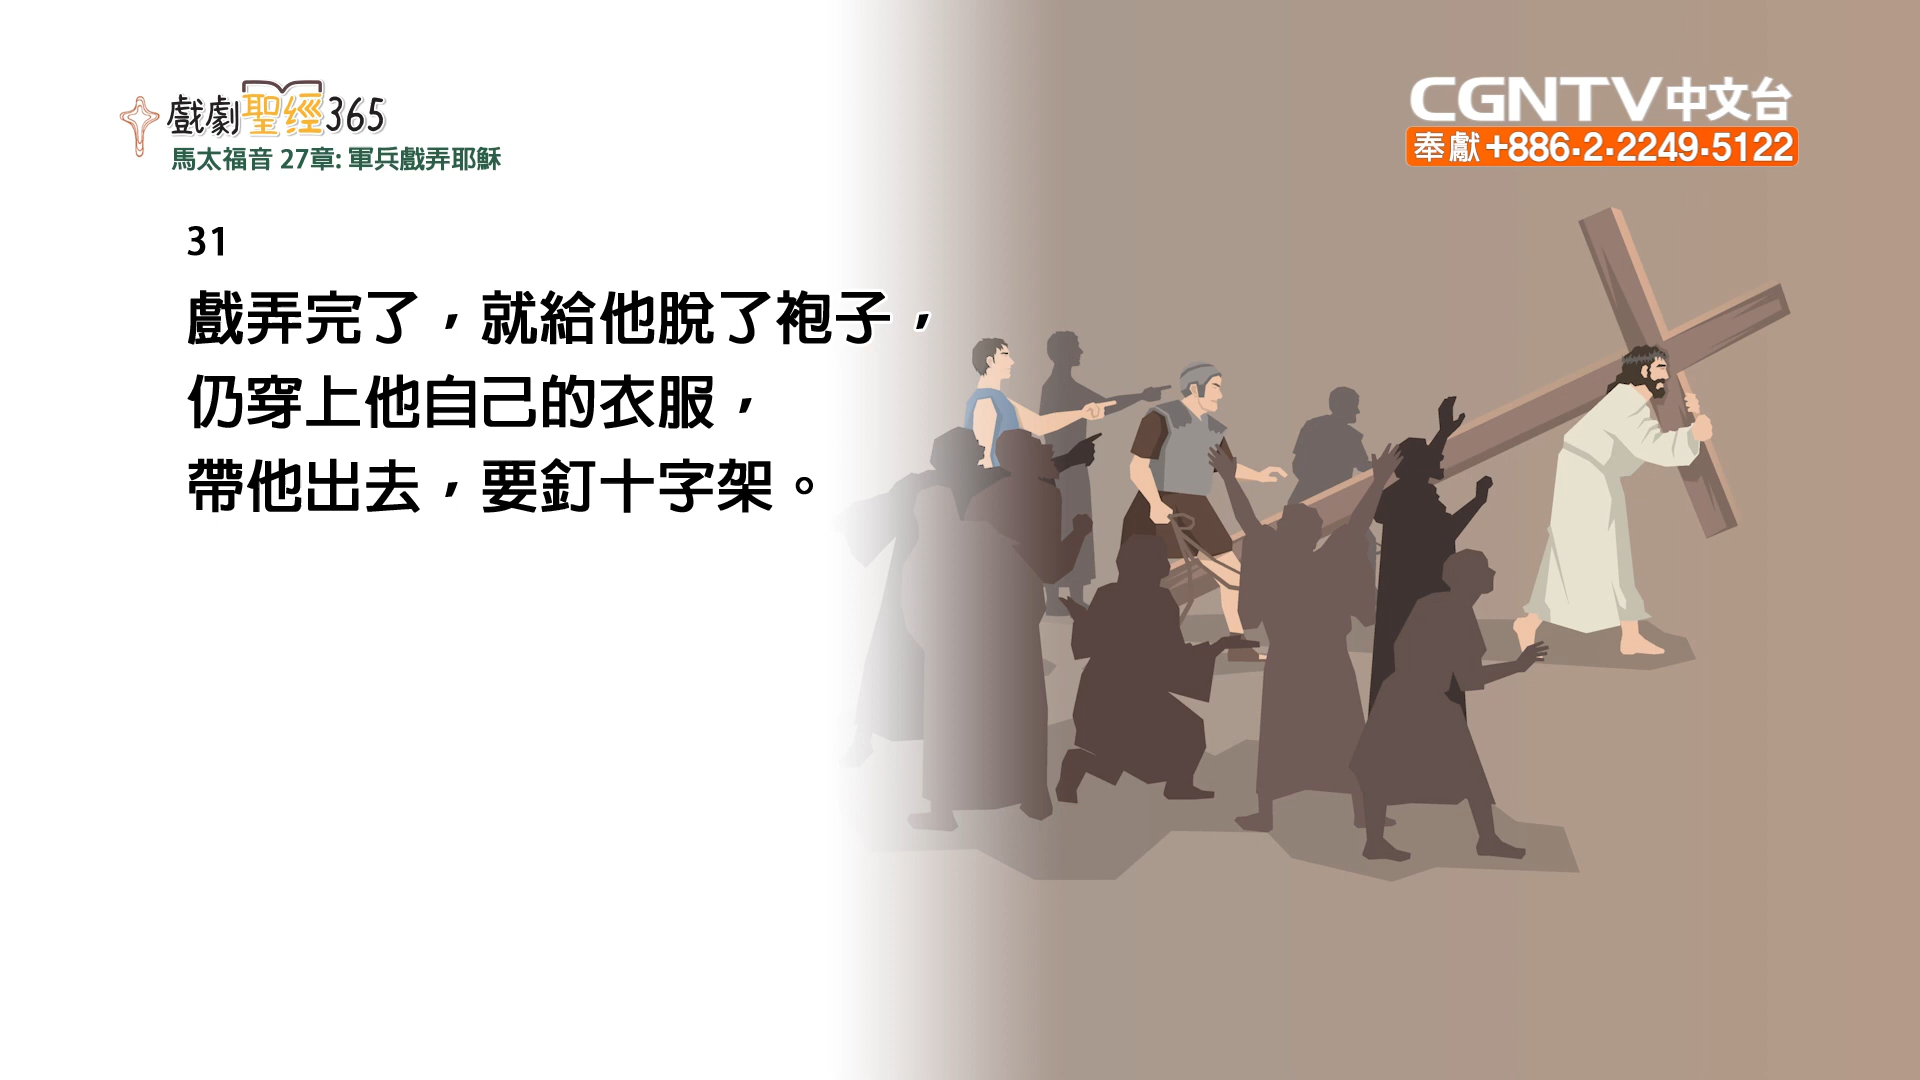 戲劇聖經365
馬太福音 27章: 軍兵戲弄耶穌
CGNTV中文台
奉獻+886·2·2249·5122
31
戲弄完了，就給他脫了袍子，
仍穿上他自己的衣服，
帶他出去，要釘十字架。